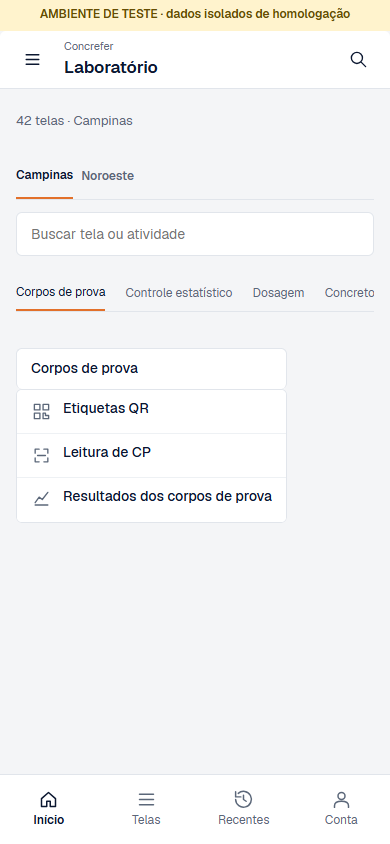 AMBIENTE DE TESTE · dados isolados de homologação
Concrefer
Laboratório
42 telas · Campinas
Campinas Noroeste
Buscar tela ou atividade
Corpos de prova Controle estatístico Dosagem Concreto
Corpos de prova
Etiquetas QR
Leitura de CP
Resultados dos corpos de prova
Início Telas Recentes Conta